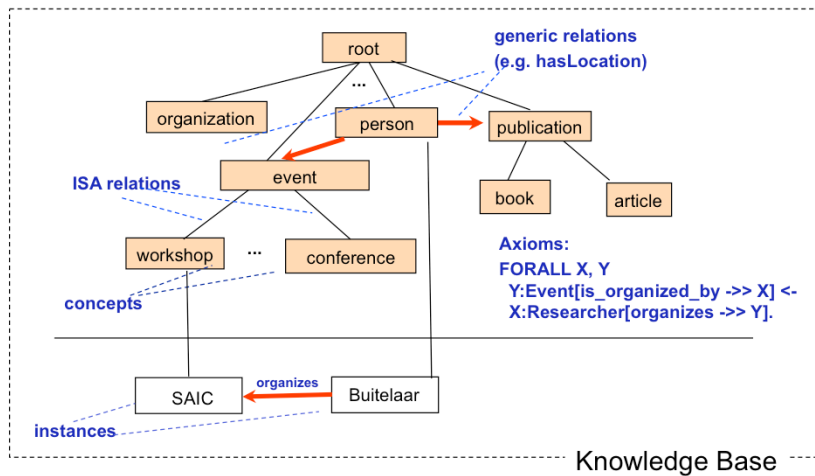 generic relations
(e.g. hasLocation)
root
...
organization
person
publication
event
ISA relations
book
article
workshop
...
conference
Axioms:
FORALL X, Y
Y:Event[is_organized_by ->> X] <-
X:Researcher[organizes ->> Y].
concepts
SAIC
organizes
Buitelaar
instances
Knowledge Base